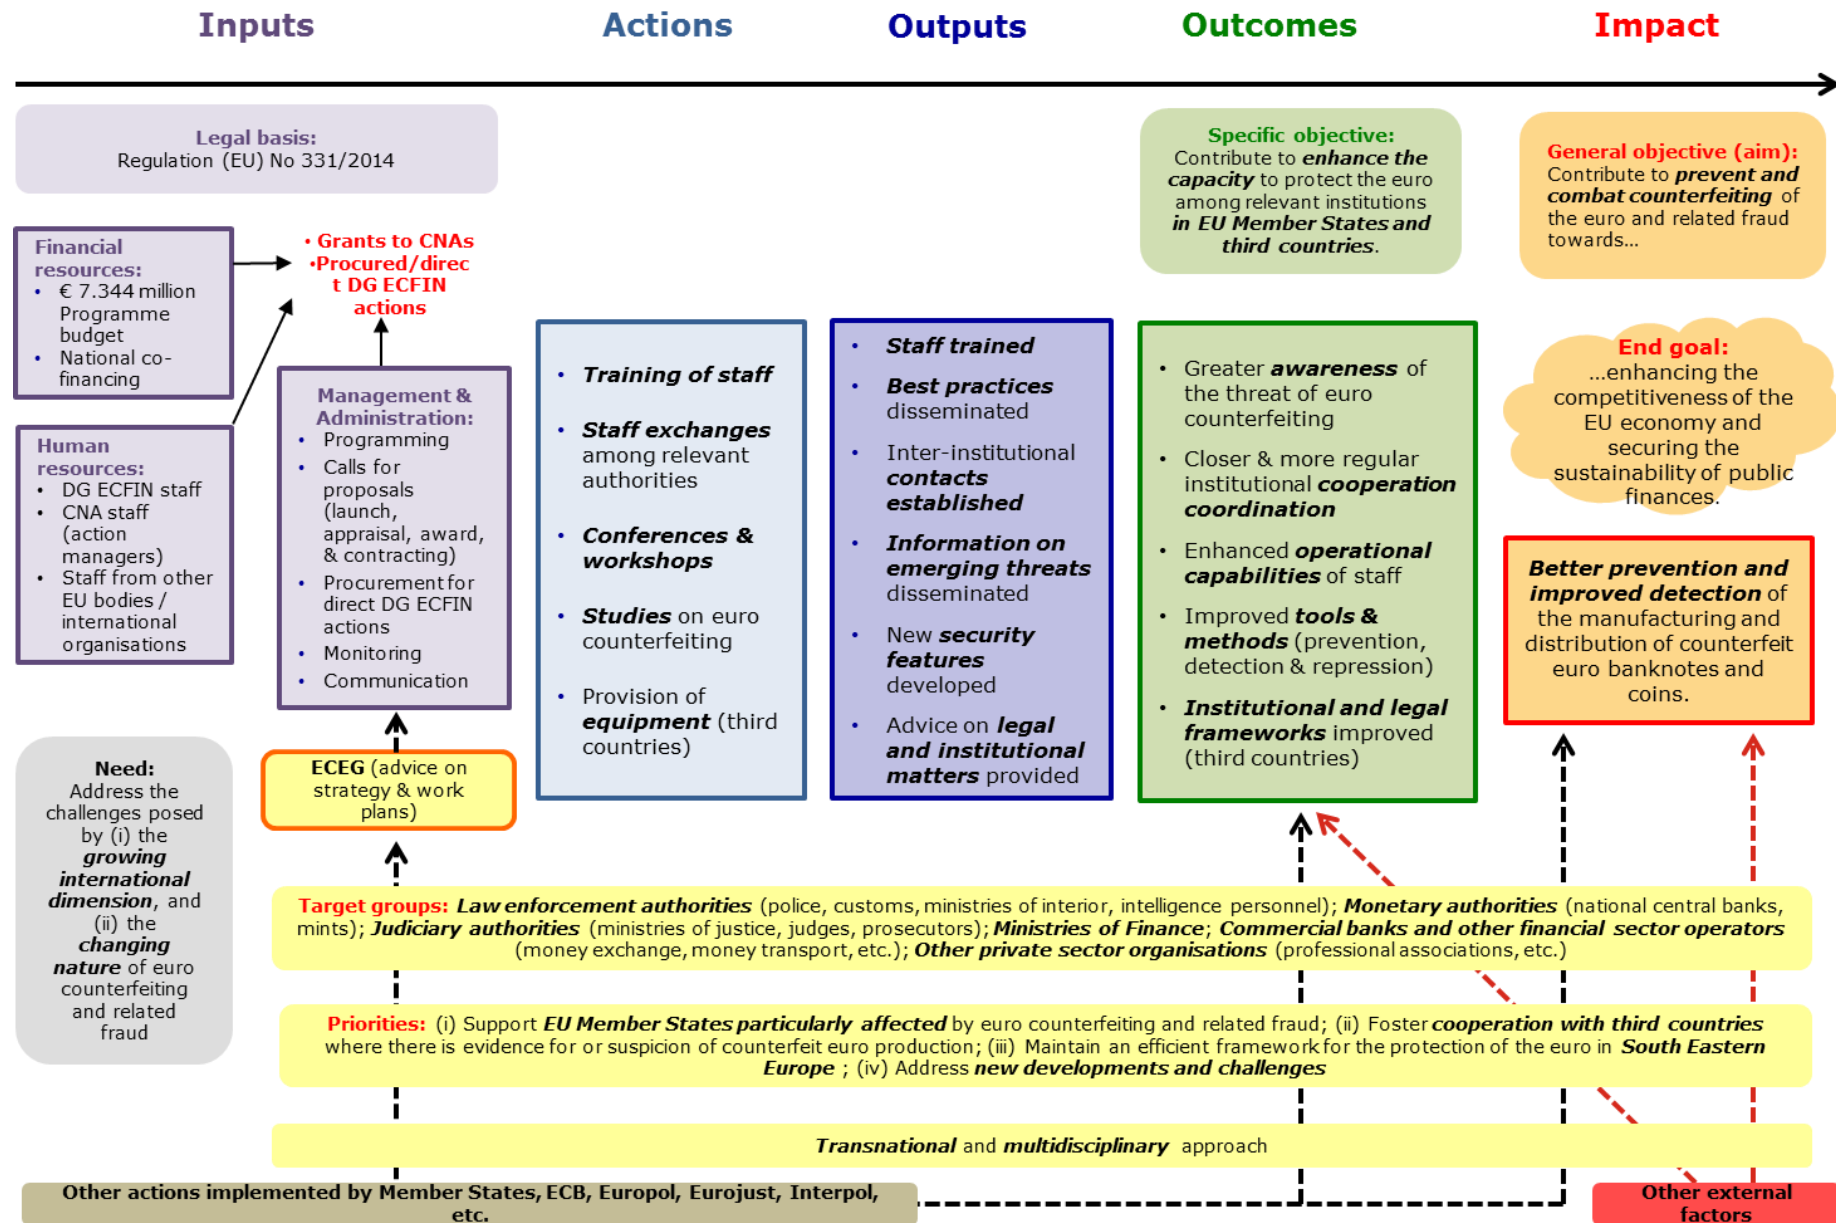 Inputs
Actions
Outputs
Outcomes
Impact
Legal basis:
Regulation (EU) No 331/2014
Financial
resources:
• € 7.344 million
Programme
budget
• National co-
financing
Human
resources:
• DG ECFIN staff
• CNA staff
(action
managers)
• Staff from other
EU bodies /
international
organisations
Need:
Address the
challenges posed
by (i) the
growing
international
dimension, and
(ii) the
changing
nature of euro
counterfeiting
and related
fraud
• Grants to CNAs
•Procured/direc
t DG ECFIN
actions
Management &
Administration:
• Programming
• Calls for
proposals
(launch,
appraisal, award,
& contracting)
• Procurement for
direct DG ECFIN
actions
• Monitoring
• Communication
ECEG (advice on
strategy & work
plans)
• Training of staff
• Staff exchanges
among relevant
authorities
• Conferences &
workshops
• Studies on euro
counterfeiting
• Provision of
equipment (third
countries)
• Staff trained
• Best practices
disseminated
• Inter-institutional
contacts
established
• Information on
emerging threats
disseminated
• New security
features
developed
• Advice on legal
and institutional
matters provided
Specific objective:
Contribute to enhance the
capacity to protect the euro
among relevant institutions
in EU Member States and
third countries.
• Greater awareness of
the threat of euro
counterfeiting
• Closer & more regular
institutional cooperation
coordination
• Enhanced operational
capabilities of staff
• Improved tools &
methods (prevention,
detection & repression)
• Institutional and legal
frameworks improved
(third countries)
General objective (aim):
Contribute to prevent and
combat counterfeiting of
the euro and related fraud
towards...
End goal:
...enhancing the
competitiveness of the
EU economy and
securing the
sustainability of public
finances.
Better prevention and
improved detection of
the manufacturing and
distribution of counterfeit
euro banknotes and
coins.
Target groups: Law enforcement authorities (police, customs, ministries of interior, intelligence personnel); Monetary authorities (national central banks,
mints); Judiciary authorities (ministries of justice, judges, prosecutors); Ministries of Finance; Commercial banks and other financial sector operators
(money exchange, money transport, etc.); Other private sector organisations (professional associations, etc.)
Priorities: (i) Support EU Member States particularly affected by euro counterfeiting and related fraud; (ii) Foster cooperation with third countries
where there is evidence for or suspicion of counterfeit euro production; (iii) Maintain an efficient framework for the protection of the euro in South Eastern
Europe ; (iv) Address new developments and challenges
Transnational and multidisciplinary approach
Other actions implemented by Member States, ECB, Europol, Eurojust, Interpol,
etc.
Other external
factors